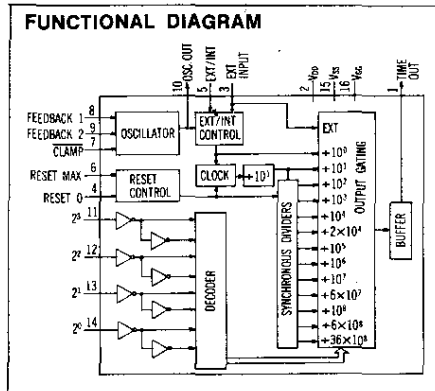 FUNCTIONAL DIAGRAM
10 OSC. OUT
5 EXT/INT
3 EXT INPUT
2 VDD
15 VSS
16 VGG
1 TIME OUT
FEEDBACK 1 8
FEEDBACK 2 9
CLAMP 7
OSCILLATOR
EXT/INT CONTROL
EXT
RESET MAX 6
RESET 0 4
RESET CONTROL
CLOCK
÷10¹
÷10⁰
÷10¹
÷10²
÷10³
÷10⁴
÷2×10⁴
÷10⁵
÷10⁶
÷10⁷
÷6×10⁷
÷10⁸
÷6×10⁸
÷36×10⁸
OUTPUT GATING
SYNCHRONOUS DIVIDERS
BUFFER
DECODER
2³ 11
2² 12
2¹ 13
2⁰ 14